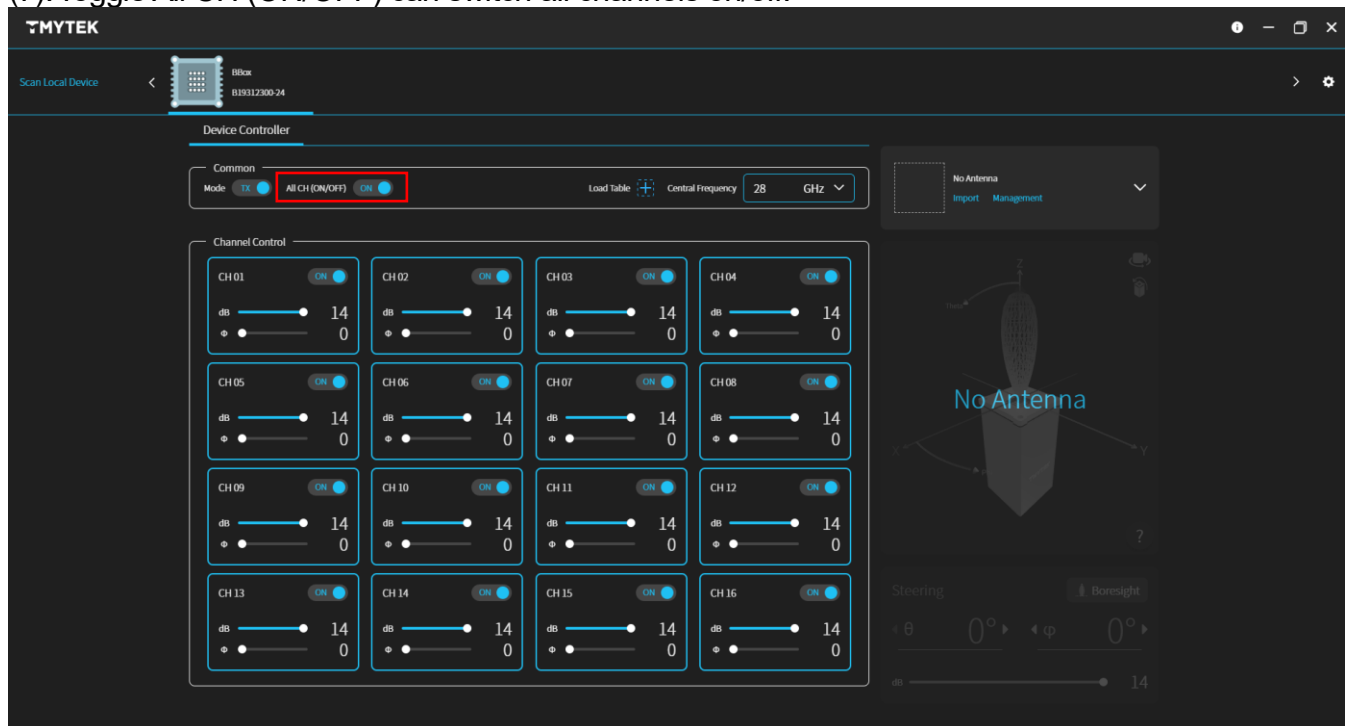 TMYTEK
Scan Local Device
BBox
B19312300-24
Device Controller
Common
Mode TX All CH (ON/OFF) ON Load Table Central Frequency 28 GHz
No Antenna
Import Management
Channel Control
CH 01 ON CH 02 ON CH 03 ON CH 04 ON
dB 14 dB 14 dB 14 dB 14
Φ 0 Φ 0 Φ 0 Φ 0
CH 05 ON CH 06 ON CH 07 ON CH 08 ON
dB 14 dB 14 dB 14 dB 14
Φ 0 Φ 0 Φ 0 Φ 0
CH 09 ON CH 10 ON CH 11 ON CH 12 ON
dB 14 dB 14 dB 14 dB 14
Φ 0 Φ 0 Φ 0 Φ 0
CH 13 ON CH 14 ON CH 15 ON CH 16 ON
dB 14 dB 14 dB 14 dB 14
Φ 0 Φ 0 Φ 0 Φ 0
Z
No Antenna
X Y
?
Steering Boresight
θ 0° φ 0°
dB 14